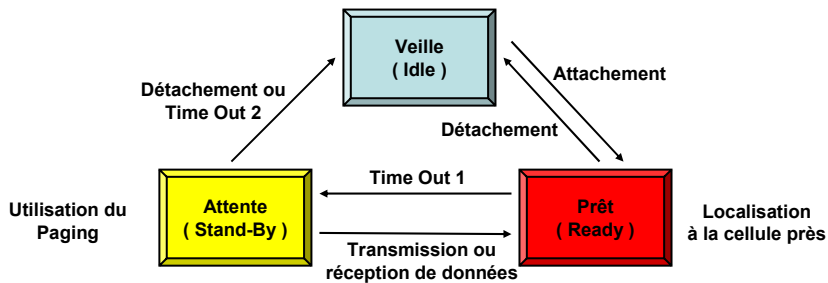 Veille
( Idle )
Détachement ou
Time Out 2
Attachement
Détachement
Time Out 1
Utilisation du
Paging
Attente
( Stand-By )
Prêt
( Ready )
Localisation
à la cellule près
Transmission ou
réception de données